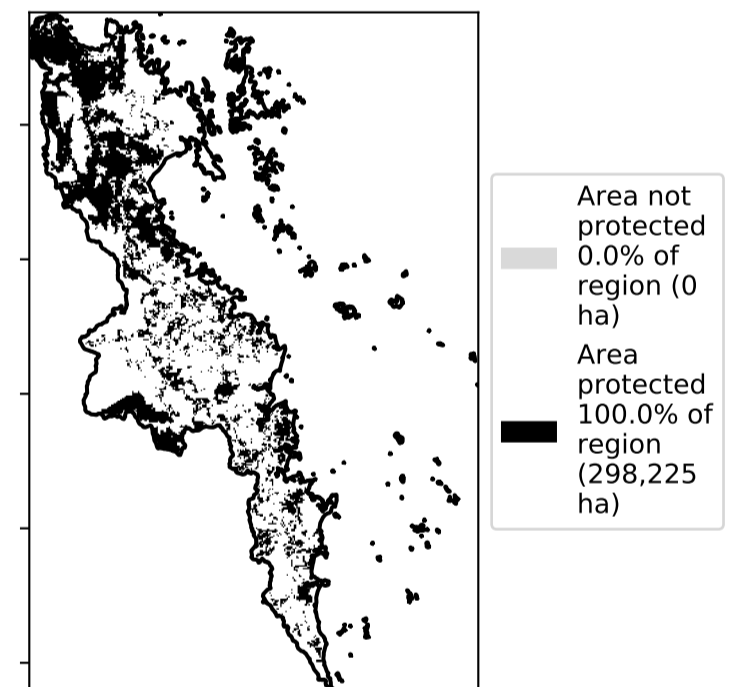 Area not
protected
0.0% of
region (0
ha)
Area
protected
100.0% of
region
(298,225
ha)